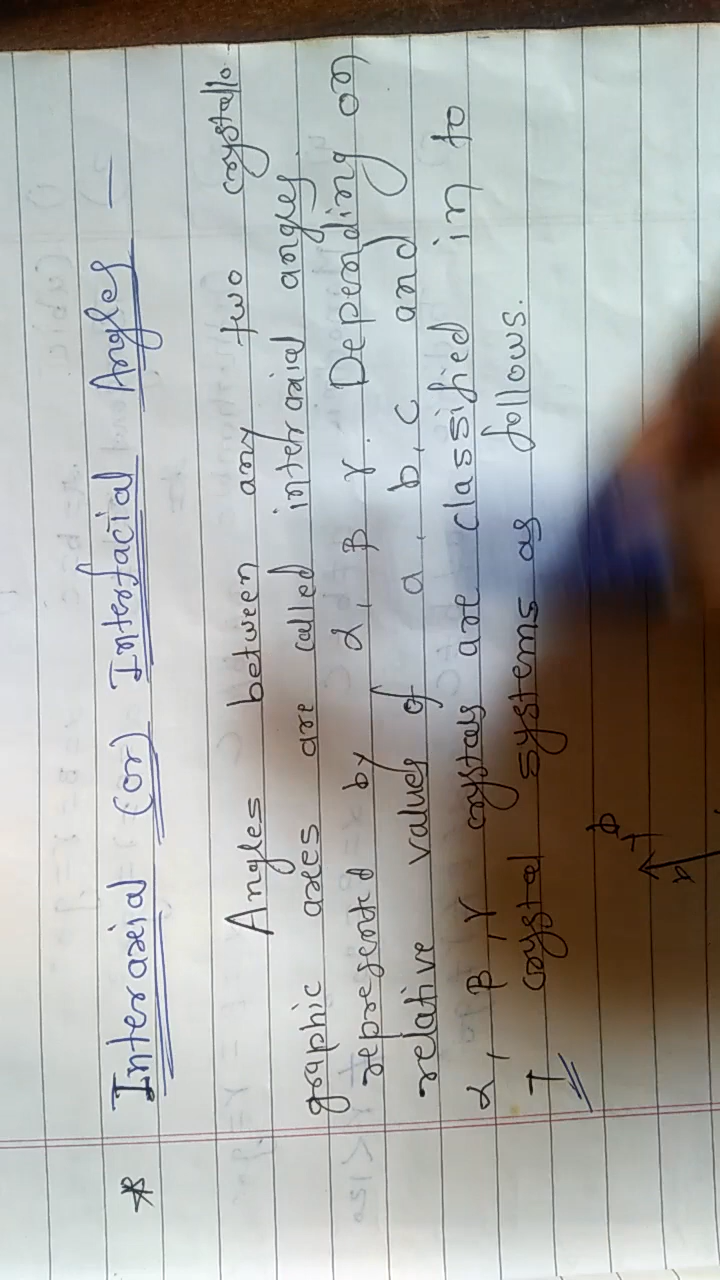 * Interaxial (or) Interfacial Angles –
Angles between any two crystallo-
graphic axes are called interaxial angles.
represented by α, β, γ. Depending on
relative values of a, b, c and
α, β, γ crystals are classified in to
7 crystal systems as follows.